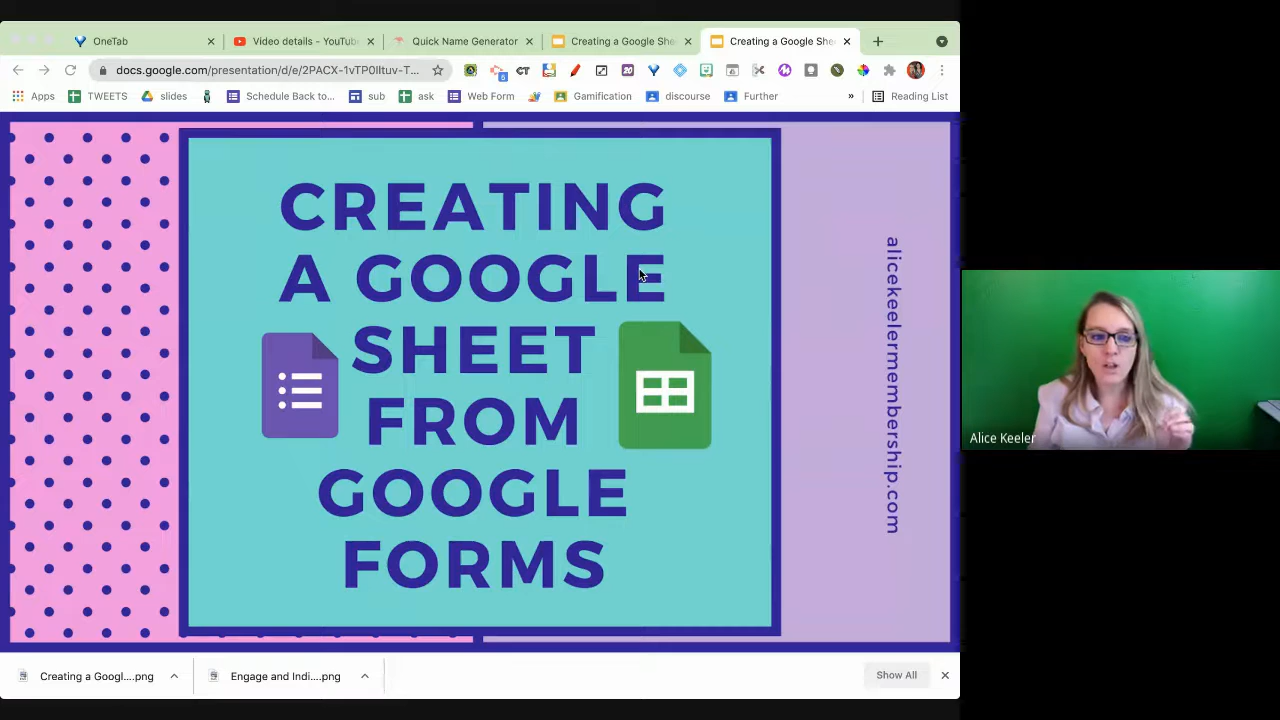 OneTab
Video details - YouTub
Quick Name Generator
Creating a Google She
Creating a Google She
docs.google.com/presentation/d/e/2PACX-1vTP0lItuv-T...
Apps
TWEETS
slides
Schedule Back to...
sub
ask
Web Form
Gamification
discourse
Further
»
Reading List
CREATING
A GOOGLE
SHEET
FROM
GOOGLE
FORMS
alicekeelermembership.com
Alice Keeler
Creating a Googl....png
Engage and Indi....png
Show All